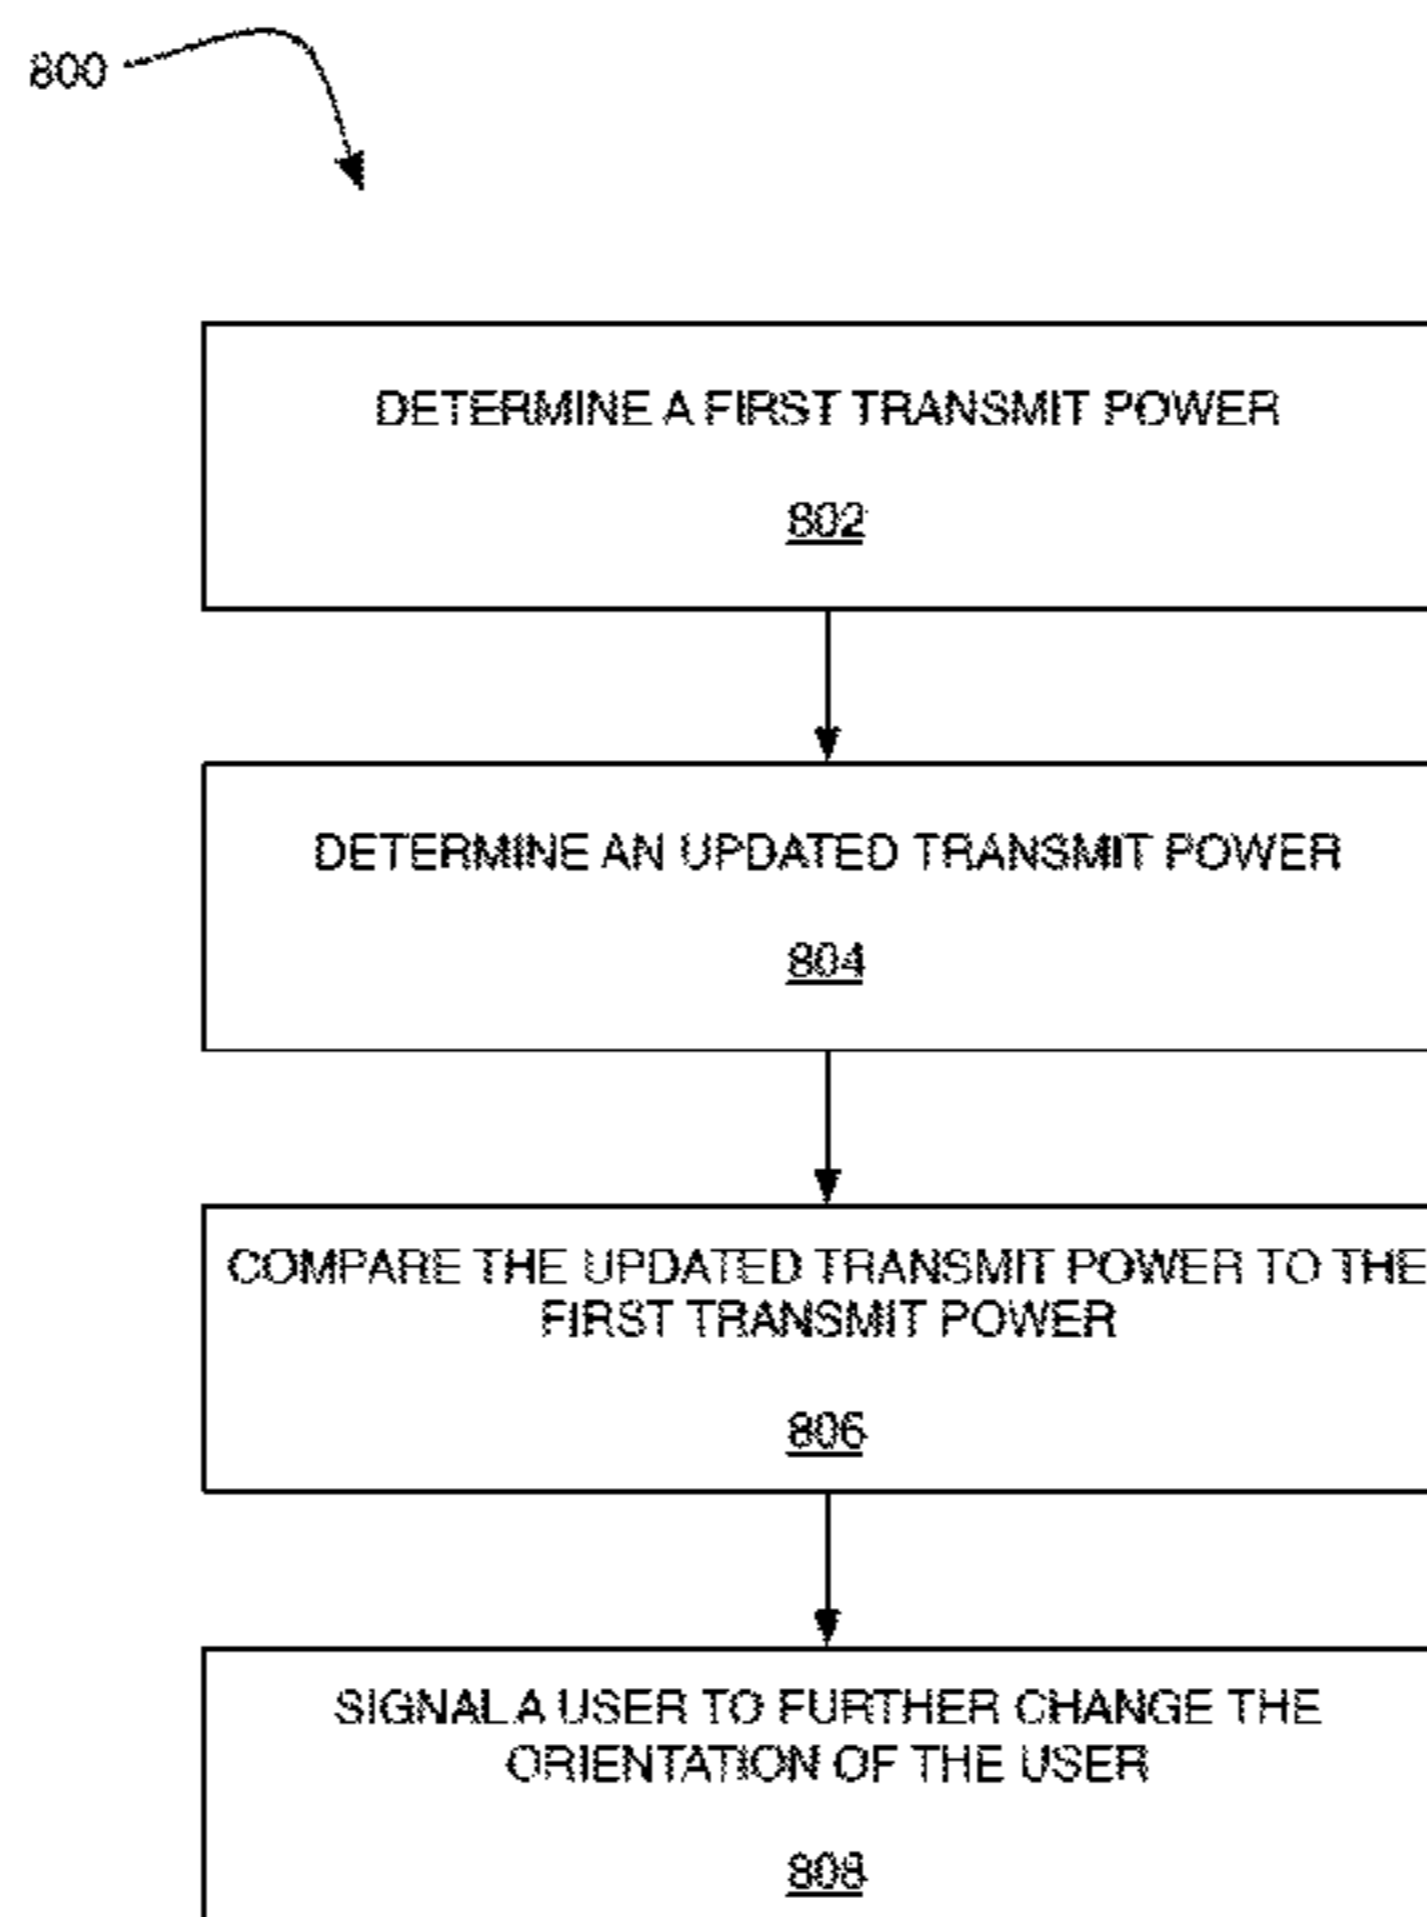 800
DETERMINE A FIRST TRANSMIT POWER
802
DETERMINE AN UPDATED TRANSMIT POWER
804
COMPARE THE UPDATED TRANSMIT POWER TO THE
FIRST TRANSMIT POWER
806
SIGNAL A USER TO FURTHER CHANGE THE
ORIENTATION OF THE USER
808